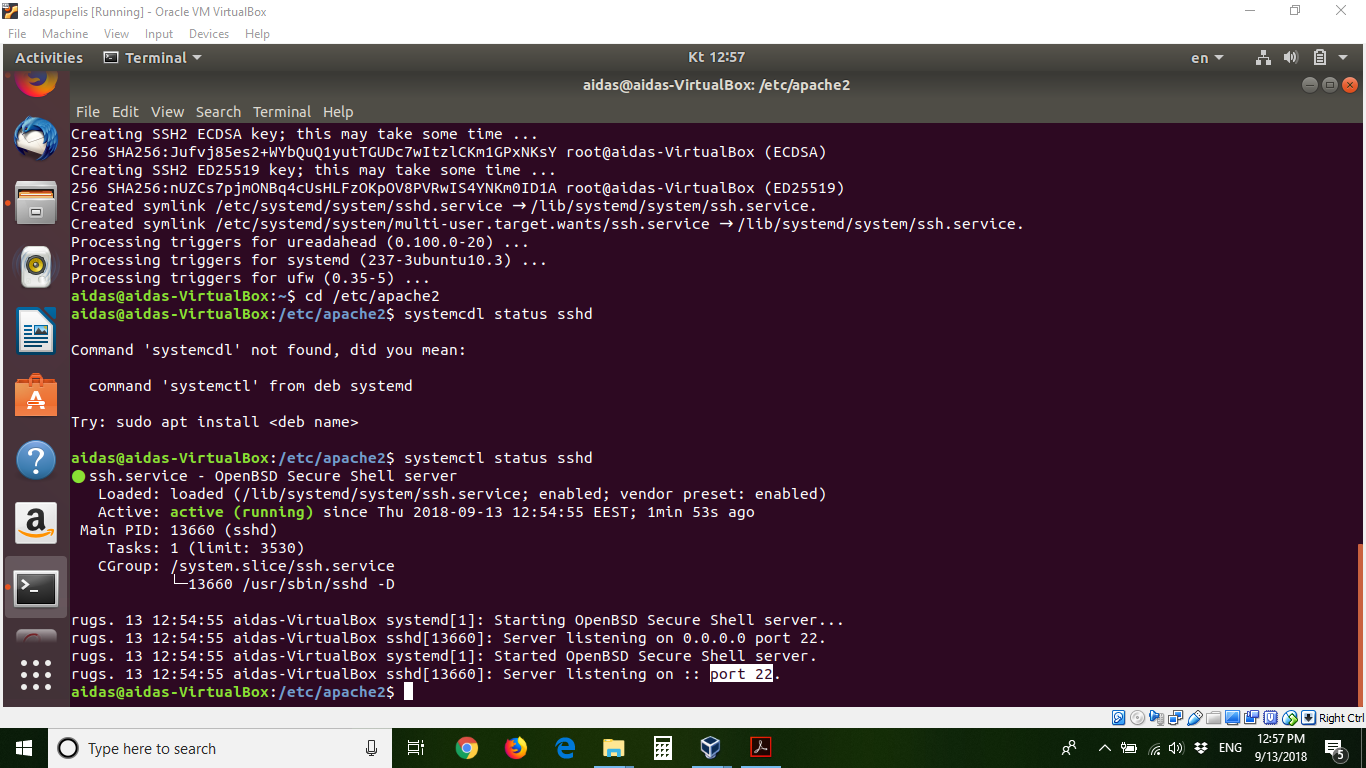 aidaspupelis [Running] - Oracle VM VirtualBox
File Machine View Input Devices Help
Activities Terminal Kt 12:57 en
aidas@aidas-VirtualBox: /etc/apache2
File Edit View Search Terminal Help
Creating SSH2 ECDSA key; this may take some time ...
256 SHA256:Jufvj85es2+WYbQuQ1yutTGUDc7wItzlCKm1GPxNKsY root@aidas-VirtualBox (ECDSA)
Creating SSH2 ED25519 key; this may take some time ...
256 SHA256:nUZCs7pjmONBq4cUsHLFzOKpOV8PVRwIS4YNKm0ID1A root@aidas-VirtualBox (ED25519)
Created symlink /etc/systemd/system/sshd.service → /lib/systemd/system/ssh.service.
Created symlink /etc/systemd/system/multi-user.target.wants/ssh.service → /lib/systemd/system/ssh.service.
Processing triggers for ureadahead (0.100.0-20) ...
Processing triggers for systemd (237-3ubuntu10.3) ...
Processing triggers for ufw (0.35-5) ...
aidas@aidas-VirtualBox:~$ cd /etc/apache2
aidas@aidas-VirtualBox:/etc/apache2$ systemcdl status sshd
Command 'systemcdl' not found, did you mean:
command 'systemctl' from deb systemd
Try: sudo apt install <deb name>
aidas@aidas-VirtualBox:/etc/apache2$ systemctl status sshd
● ssh.service - OpenBSD Secure Shell server
Loaded: loaded (/lib/systemd/system/ssh.service; enabled; vendor preset: enabled)
Active: active (running) since Thu 2018-09-13 12:54:55 EEST; 1min 53s ago
Main PID: 13660 (sshd)
Tasks: 1 (limit: 3530)
CGroup: /system.slice/ssh.service
└─13660 /usr/sbin/sshd -D
rugs. 13 12:54:55 aidas-VirtualBox systemd[1]: Starting OpenBSD Secure Shell server...
rugs. 13 12:54:55 aidas-VirtualBox sshd[13660]: Server listening on 0.0.0.0 port 22.
rugs. 13 12:54:55 aidas-VirtualBox systemd[1]: Started OpenBSD Secure Shell server.
rugs. 13 12:54:55 aidas-VirtualBox sshd[13660]: Server listening on :: port 22.
aidas@aidas-VirtualBox:/etc/apache2$
Right Ctrl
Type here to search
ENG
12:57 PM
9/13/2018
5